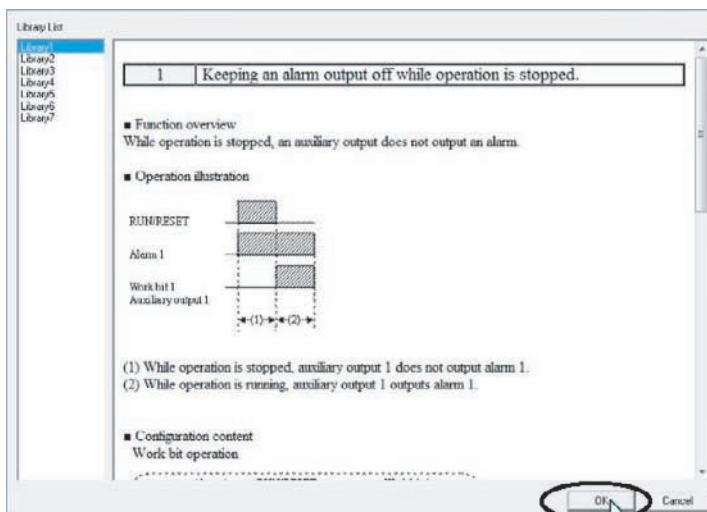 Library List
Library1
Library2
Library3
Library4
Library5
Library6
Library7
1 Keeping an alarm output off while operation is stopped.
■ Function overview
While operation is stopped, an auxiliary output does not output an alarm.
■ Operation illustration
RUN/RESET
Alarm 1
Work bit 1
Auxiliary output 1
(1) (2)
(1) While operation is stopped, auxiliary output 1 does not output alarm 1.
(2) While operation is running, auxiliary output 1 outputs alarm 1.
■ Configuration content
Work bit operation
OK Cancel